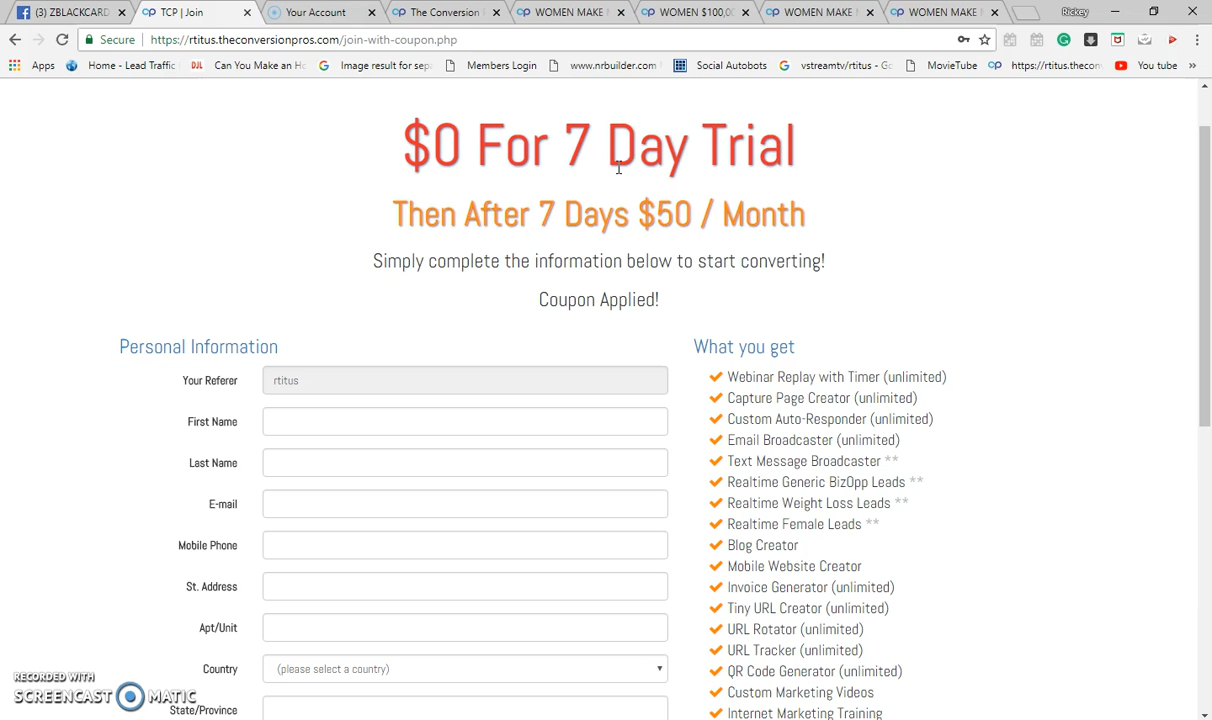 (3) ZBLACKCARD
TCP | Join
Your Account
The Conversion
WOMEN MAKE
WOMEN $100,0
WOMEN MAKE
WOMEN MAKE
Rickey
Secure
https://rtitus.theconversionpros.com/join-with-coupon.php
Apps
Home - Lead Traffic
DJL
Can You Make an Ho
Image result for sep
Members Login
www.nrbuilder.com
Social Autobots
vstreamtv/rtitus - Go
MovieTube
https://rtitus.thecon
You tube
$0 For 7 Day Trial
Then After 7 Days $50 / Month
Simply complete the information below to start converting!
Coupon Applied!
Personal Information
Your Referer
rtitus
First Name
Last Name
E-mail
Mobile Phone
St. Address
Apt/Unit
Country
(please select a country)
State/Province
What you get
Webinar Replay with Timer (unlimited)
Capture Page Creator (unlimited)
Custom Auto-Responder (unlimited)
Email Broadcaster (unlimited)
Text Message Broadcaster **
Realtime Generic BizOpp Leads **
Realtime Weight Loss Leads **
Realtime Female Leads **
Blog Creator
Mobile Website Creator
Invoice Generator (unlimited)
Tiny URL Creator (unlimited)
URL Rotator (unlimited)
URL Tracker (unlimited)
QR Code Generator (unlimited)
Custom Marketing Videos
Internet Marketing Training
RECORDED WITH
SCREENCAST MATIC